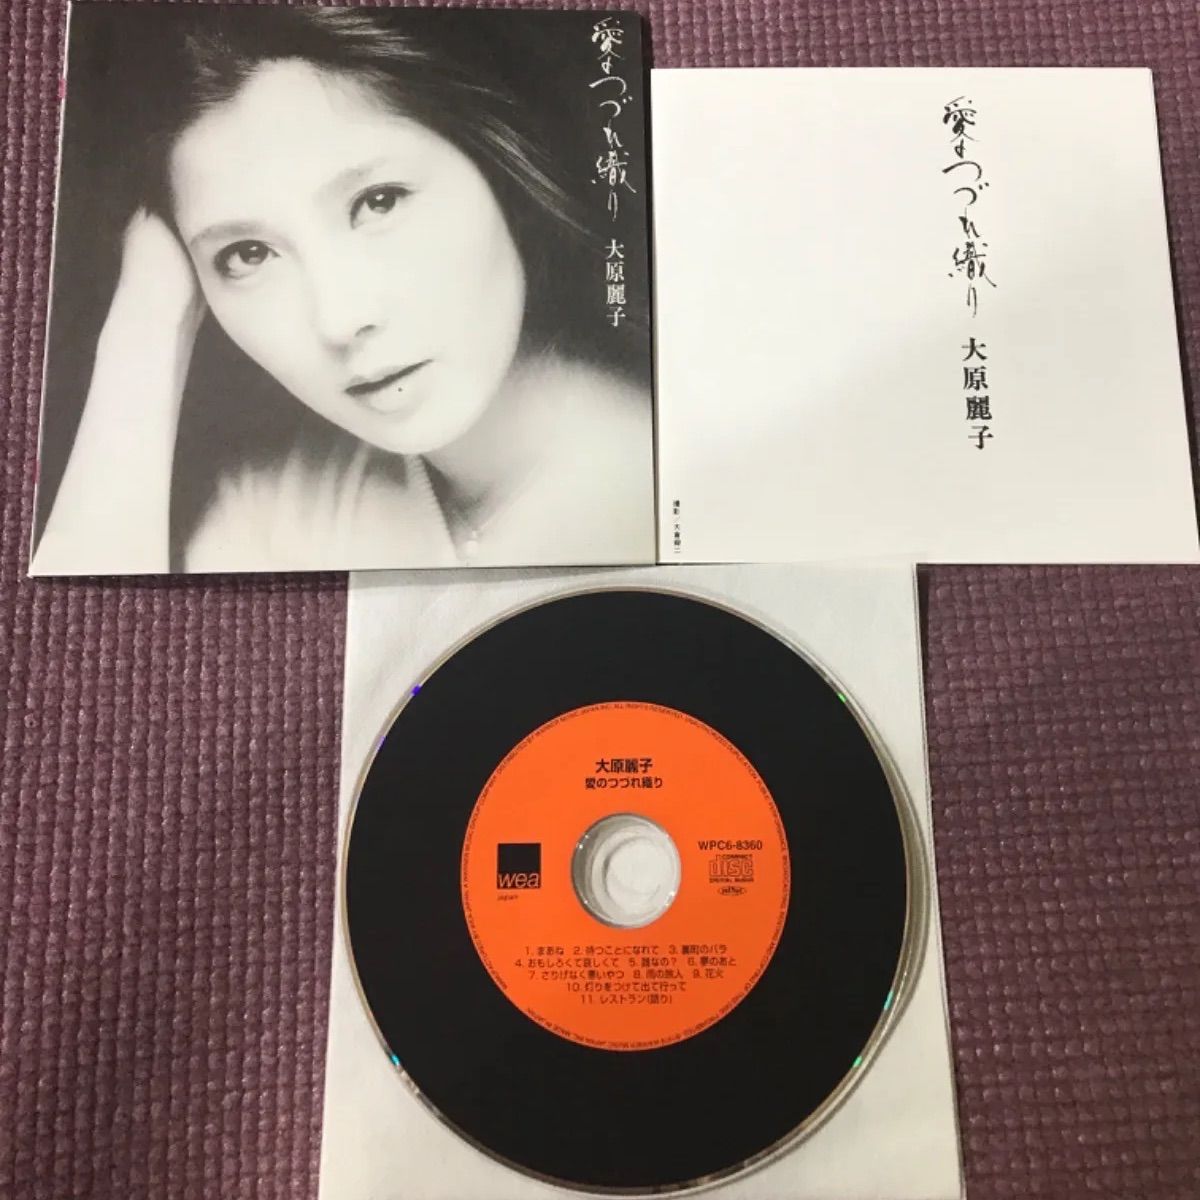 愛のつづれ織り
大原麗子
愛のつづれ織り
大原麗子
大原麗子
愛のつづれ織り
wea
japan
WPC6-8360
COMPACT
disc
DIGITAL AUDIO
1. まあね 2. 待つことになれて 3. 裏町のバラ
4. おもしろくて哀しくて 5. 誰なの? 6. 夢のあと
7. さりげなく悪いやつ 8. 雨の旅人 9. 花火
10. 灯りをつけて出て行って
11. レストラン(語り)